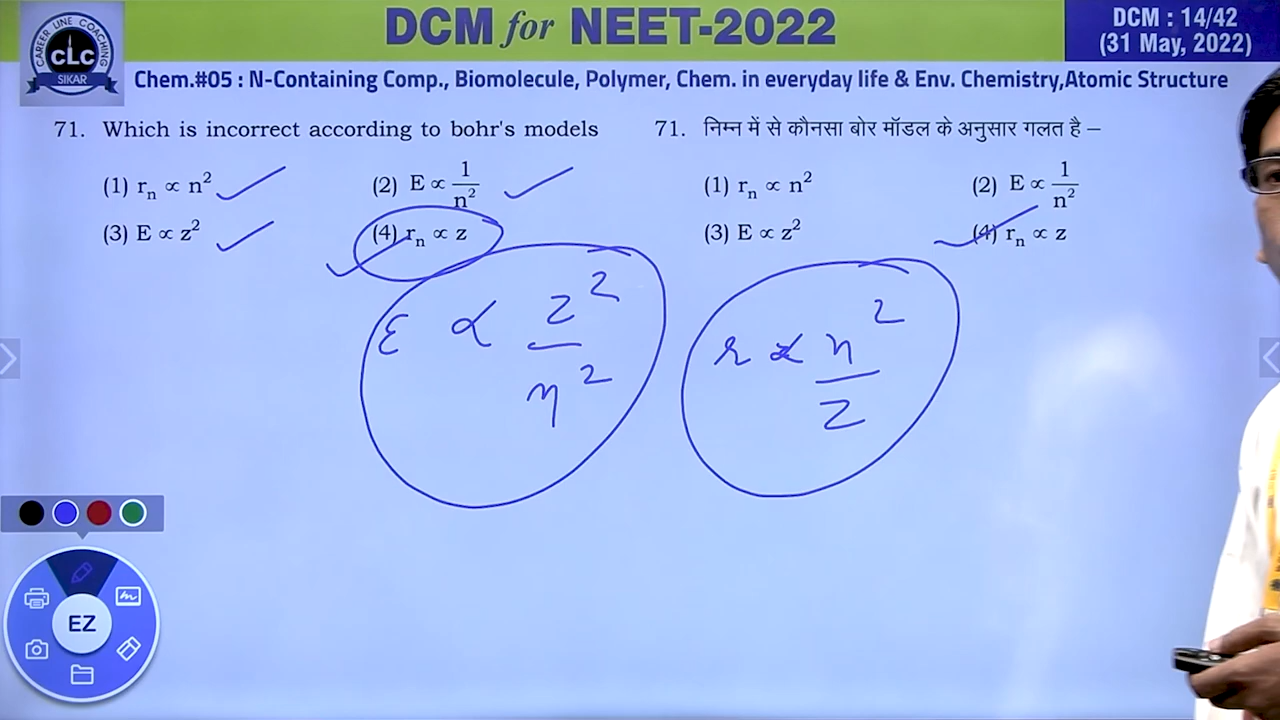 DCM for NEET-2022
DCM : 14/42
(31 May, 2022)
CAREER LINE COACHING
CLC
SIKAR
Chem.#05 : N-Containing Comp., Biomolecule, Polymer, Chem. in everyday life & Env. Chemistry,Atomic Structure
71. Which is incorrect according to bohr's models
(1) rₙ ∝ n²
(2) E ∝ 1/n²
(3) E ∝ z²
(4) rₙ ∝ z
71. निम्न में से कौनसा बोर मॉडल के अनुसार गलत है –
(1) rₙ ∝ n²
(2) E ∝ 1/n²
(3) E ∝ z²
(4) rₙ ∝ z
E ∝ z²/n²
r ∝ n²/z
EZ